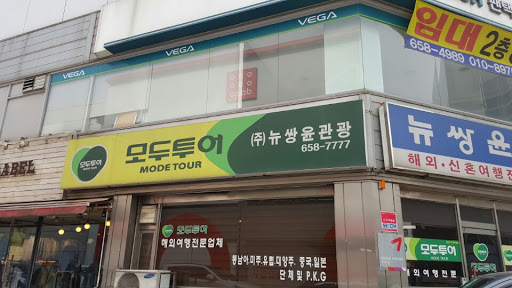 VEGA
VEGA
VEGA
VEGA
임대 2층
658-4989 010-897
모두투어
MODE TOUR
(주)뉴쌍윤관광
658-7777
뉴쌍윤
해외·신혼여행전
모두투어
해외여행전문업체
동남아.미주.유럽.대양주. 중국.일본
단체 및 P.K.G
모두투어
해외여행